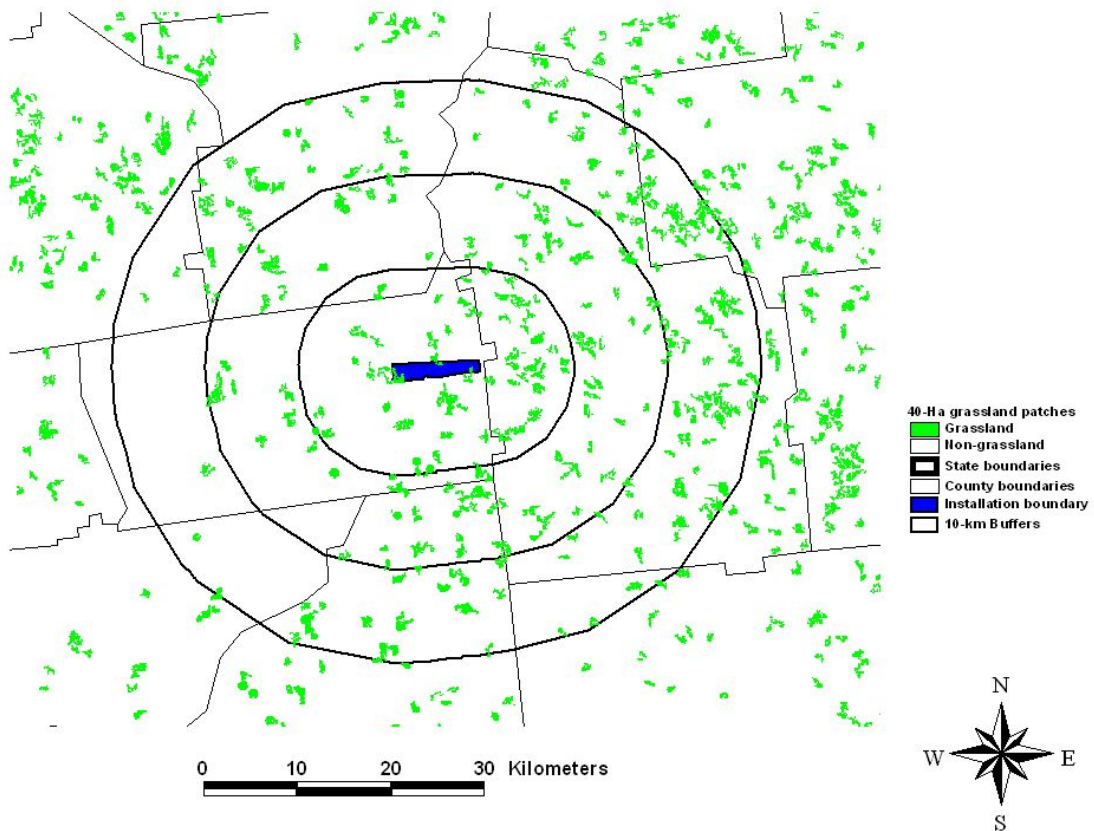 40-Ha grassland patches
Grassland
Non-grassland
State boundaries
County boundaries
Installation boundary
10-km Buffers
N
W E
S
0 10 20 30 Kilometers